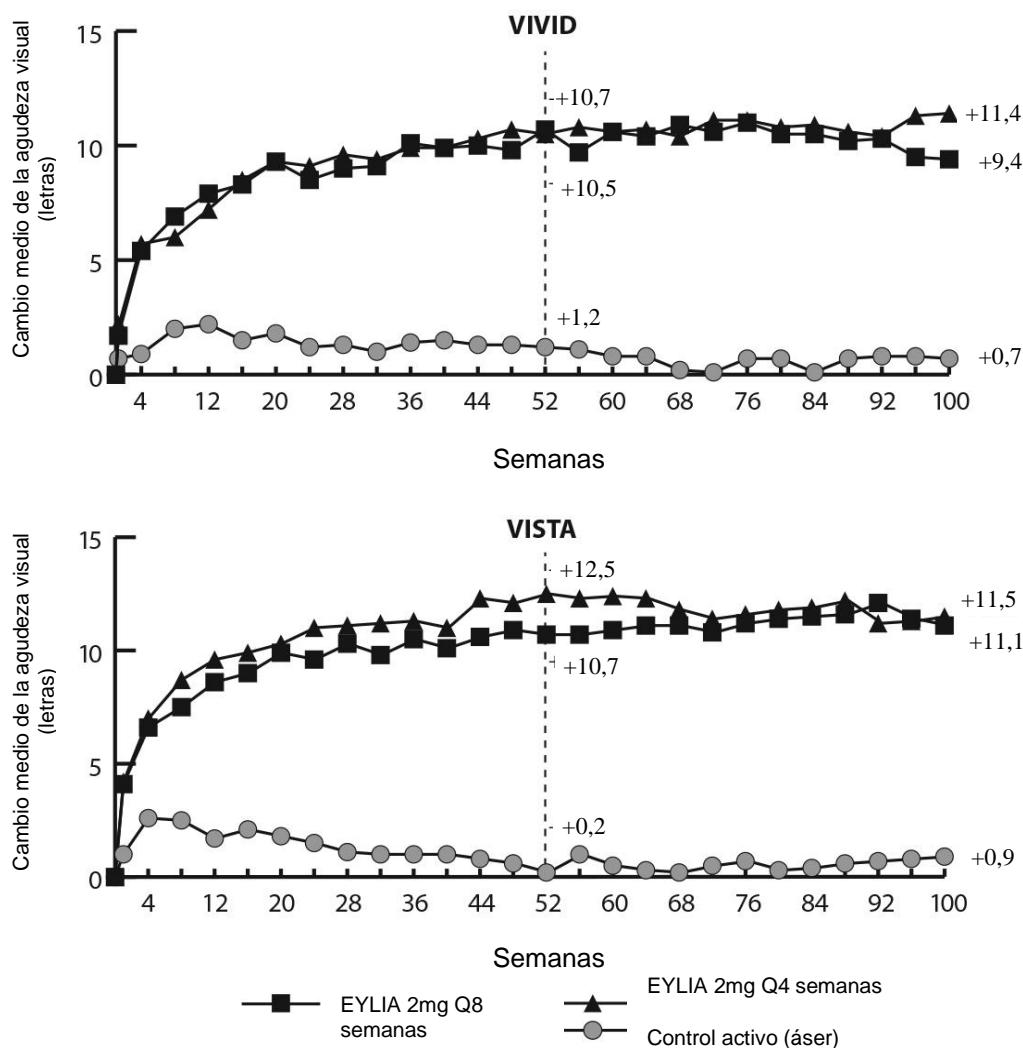 VIVID
Cambio medio de la agudeza visual
(letras)
15
10
5
0
+10,7
+10,5
+1,2
+11,4
+9,4
+0,7
4 12 20 28 36 44 52 60 68 76 84 92 100
Semanas
VISTA
Cambio medio de la agudeza visual
(letras)
15
10
5
0
+12,5
+10,7
+0,2
+11,5
+11,1
+0,9
4 12 20 28 36 44 52 60 68 76 84 92 100
Semanas
EYLIA 2mg Q8
semanas
EYLIA 2mg Q4 semanas
Control activo (áser)